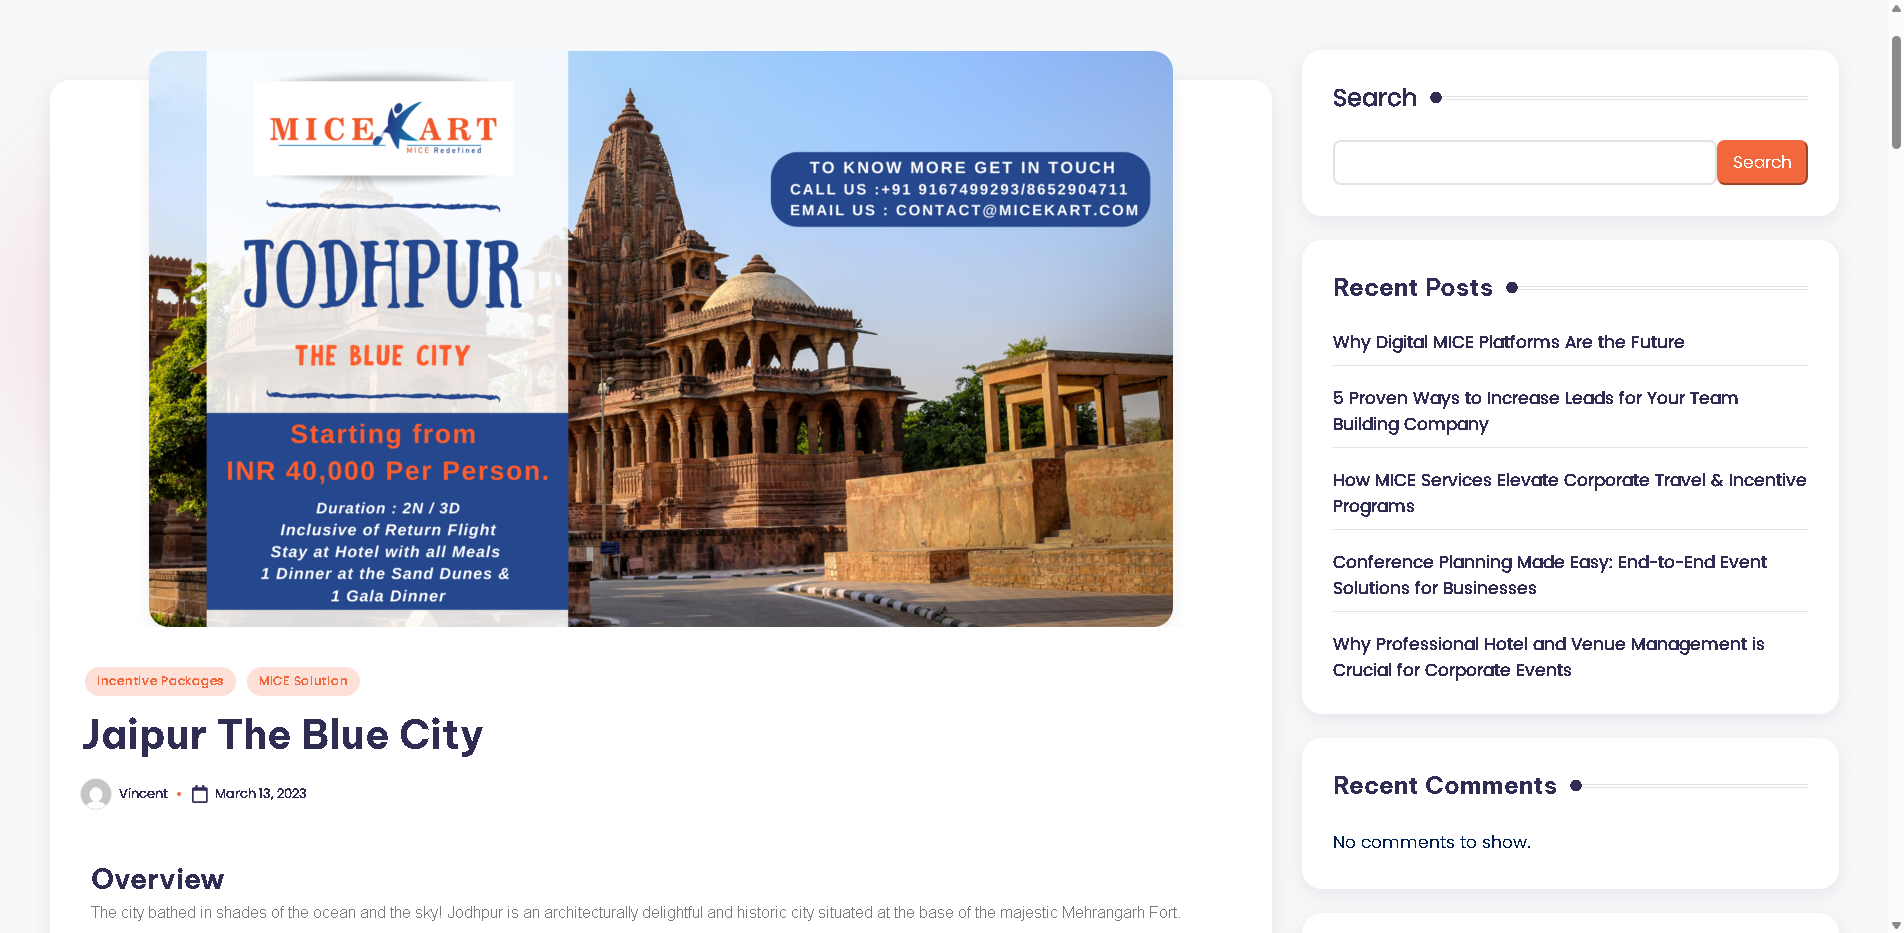 MICEKART
MICE Redefined
JODHPUR
THE BLUE CITY
Starting from
INR 40,000 Per Person.
Duration : 2N / 3D
Inclusive of Return Flight
Stay at Hotel with all Meals
1 Dinner at the Sand Dunes &
1 Gala Dinner
TO KNOW MORE GET IN TOUCH
CALL US :+91 9167499293/8652904711
EMAIL US : CONTACT@MICEKART.COM
Incentive Packages
MICE Solution
Jaipur The Blue City
Vincent • March 13, 2023
Overview
The city bathed in shades of the ocean and the sky! Jodhpur is an architecturally delightful and historic city situated at the base of the majestic Mehrangarh Fort.
Search
Search
Recent Posts
Why Digital MICE Platforms Are the Future
5 Proven Ways to Increase Leads for Your Team
Building Company
How MICE Services Elevate Corporate Travel & Incentive
Programs
Conference Planning Made Easy: End-to-End Event
Solutions for Businesses
Why Professional Hotel and Venue Management is
Crucial for Corporate Events
Recent Comments
No comments to show.